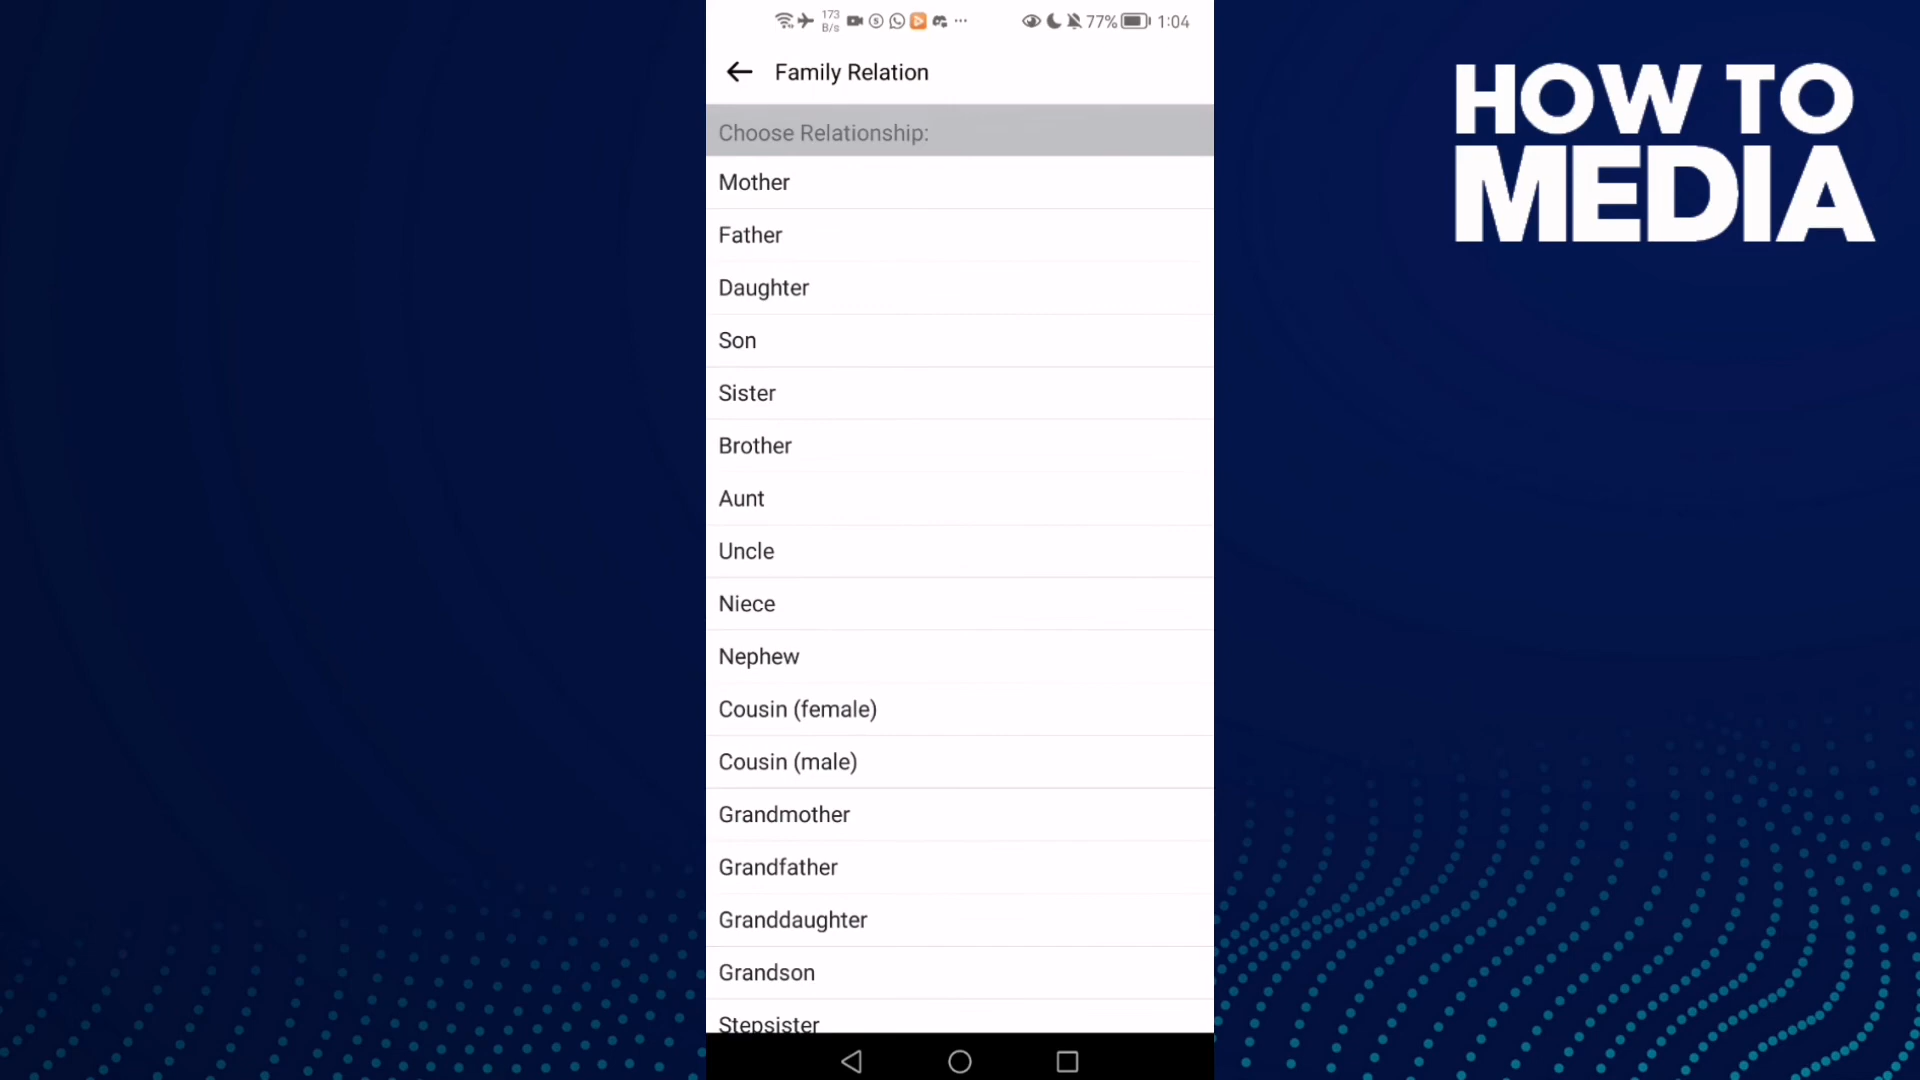 173
B/s
77%
1:04
Family Relation
Choose Relationship:
Mother
Father
Daughter
Son
Sister
Brother
Aunt
Uncle
Niece
Nephew
Cousin (female)
Cousin (male)
Grandmother
Grandfather
Granddaughter
Grandson
Stepsister
HOW TO
MEDIA